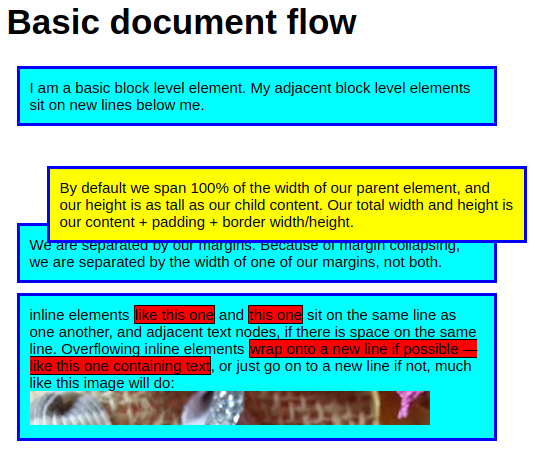 Basic document flow
I am a basic block level element. My adjacent block level elements
sit on new lines below me.
By default we span 100% of the width of our parent element, and
our height is as tall as our child content. Our total width and height is
our content + padding + border width/height.
We are separated by our margins. Because of margin collapsing,
we are separated by the width of one of our margins, not both.
inline elements like this one and this one sit on the same line as
one another, and adjacent text nodes, if there is space on the same
line. Overflowing inline elements wrap onto a new line if possible —
like this one containing text, or just go on to a new line if not, much
like this image will do: